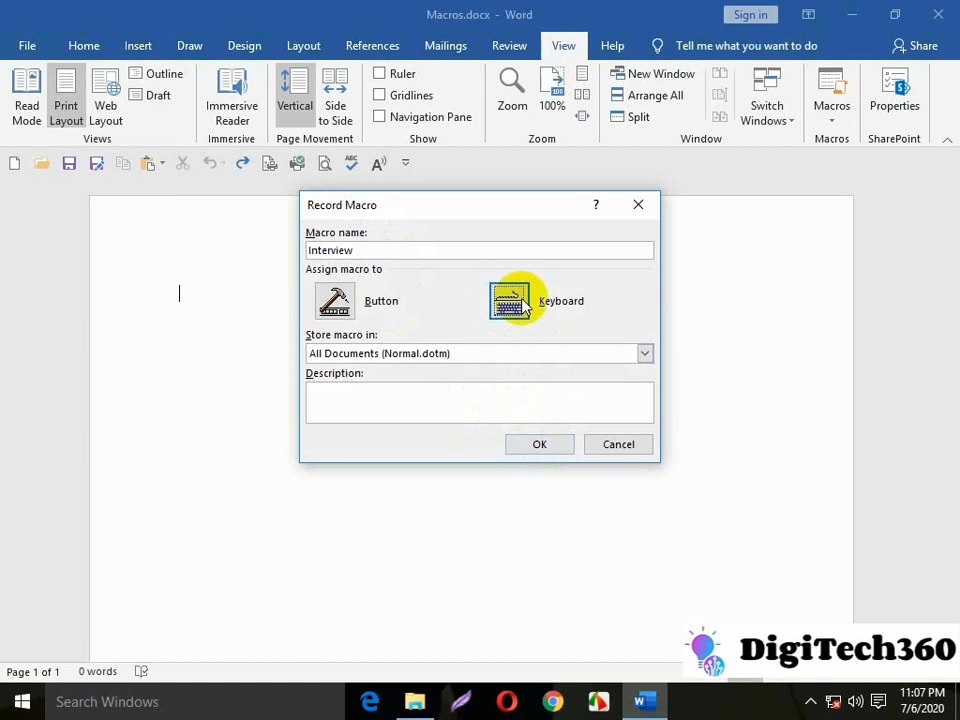 Macros.docx - Word
Sign in
File Home Insert Draw Design Layout References Mailings Review View Help Tell me what you want to do Share
Read Mode
Print Layout
Web Layout
Outline
Draft
Views
Immersive Reader
Immersive
Vertical
Side to Side
Page Movement
Ruler
Gridlines
Navigation Pane
Show
Zoom
100%
Zoom
New Window
Arrange All
Split
Switch Windows
Window
Macros
Macros
Properties
SharePoint
Record Macro
?
Macro name:
Interview
Assign macro to
Button
Keyboard
Store macro in:
All Documents (Normal.dotm)
Description:
OK
Cancel
DigiTech360
Page 1 of 1 0 words
Search Windows
11:07 PM
7/6/2020